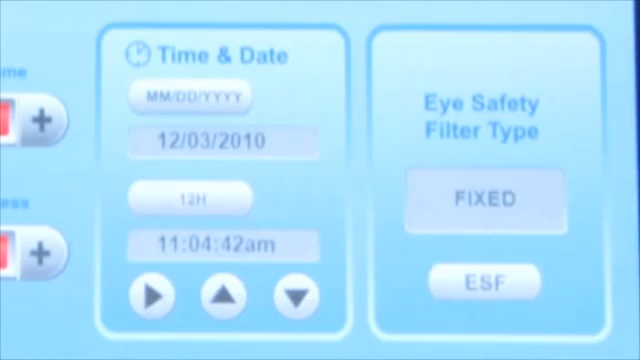 Time & Date
MM/DD/YYYY
12/03/2010
12H
11:04:42am
Eye Safety
Filter Type
FIXED
ESF